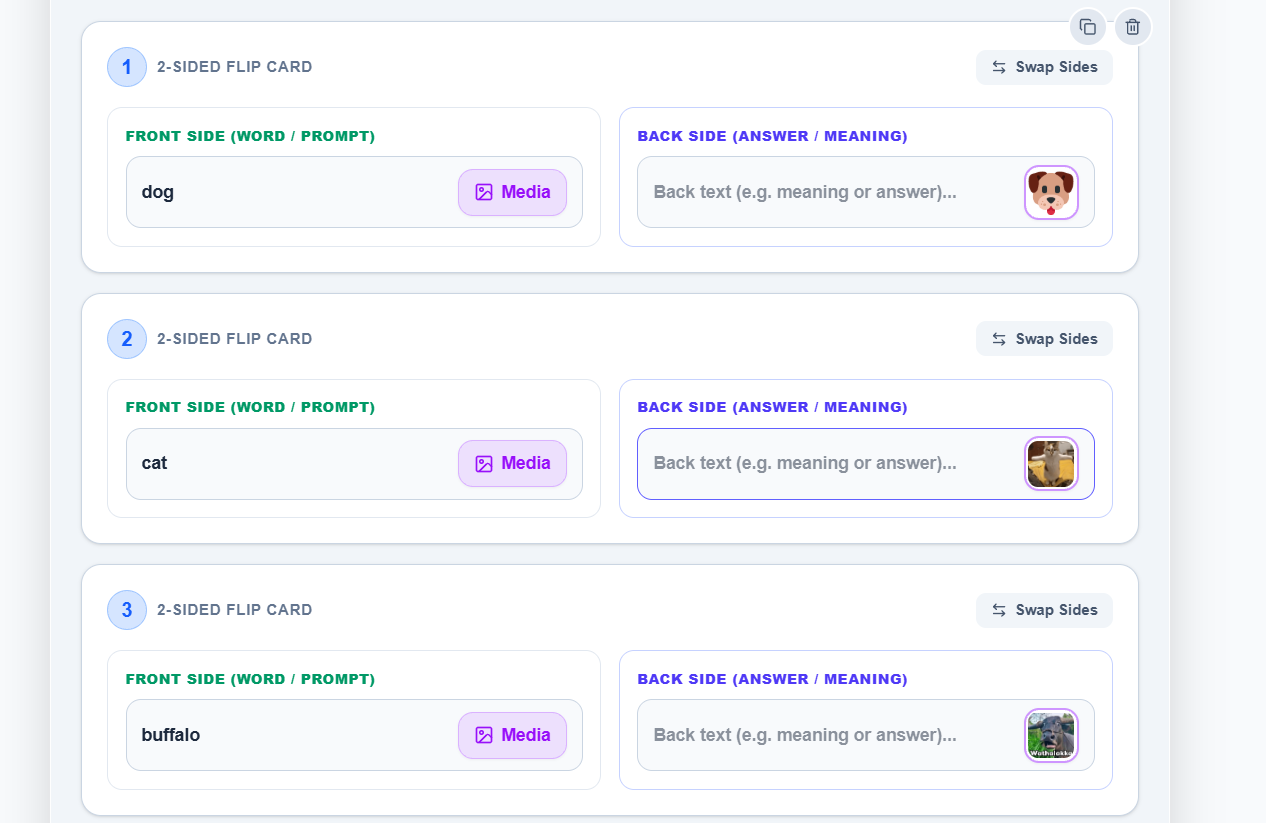 1 2-SIDED FLIP CARD Swap Sides
FRONT SIDE (WORD / PROMPT)
dog Media
BACK SIDE (ANSWER / MEANING)
Back text (e.g. meaning or answer)...
2 2-SIDED FLIP CARD Swap Sides
FRONT SIDE (WORD / PROMPT)
cat Media
BACK SIDE (ANSWER / MEANING)
Back text (e.g. meaning or answer)...
3 2-SIDED FLIP CARD Swap Sides
FRONT SIDE (WORD / PROMPT)
buffalo Media
BACK SIDE (ANSWER / MEANING)
Back text (e.g. meaning or answer)...